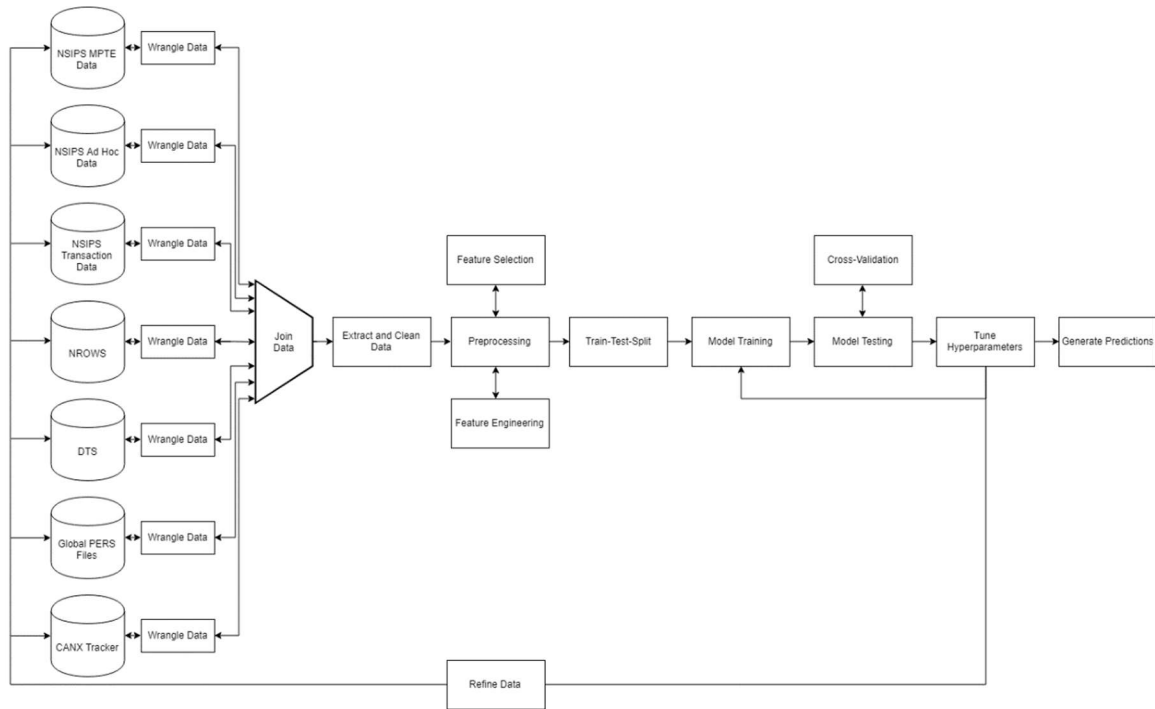 NSIPS MPTE
Data
Wrangle Data
NSIPS Ad Hoc
Data
Wrangle Data
NSIPS
Transaction
Data
Wrangle Data
NROWS
Wrangle Data
DTS
Wrangle Data
Global PERS
Files
Wrangle Data
CANX Tracker
Wrangle Data
Join
Data
Extract and Clean
Data
Feature Selection
Preprocessing
Feature Engineering
Train-Test-Split
Model Training
Cross-Validation
Model Testing
Tune
Hyperparameters
Generate Predictions
Refine Data